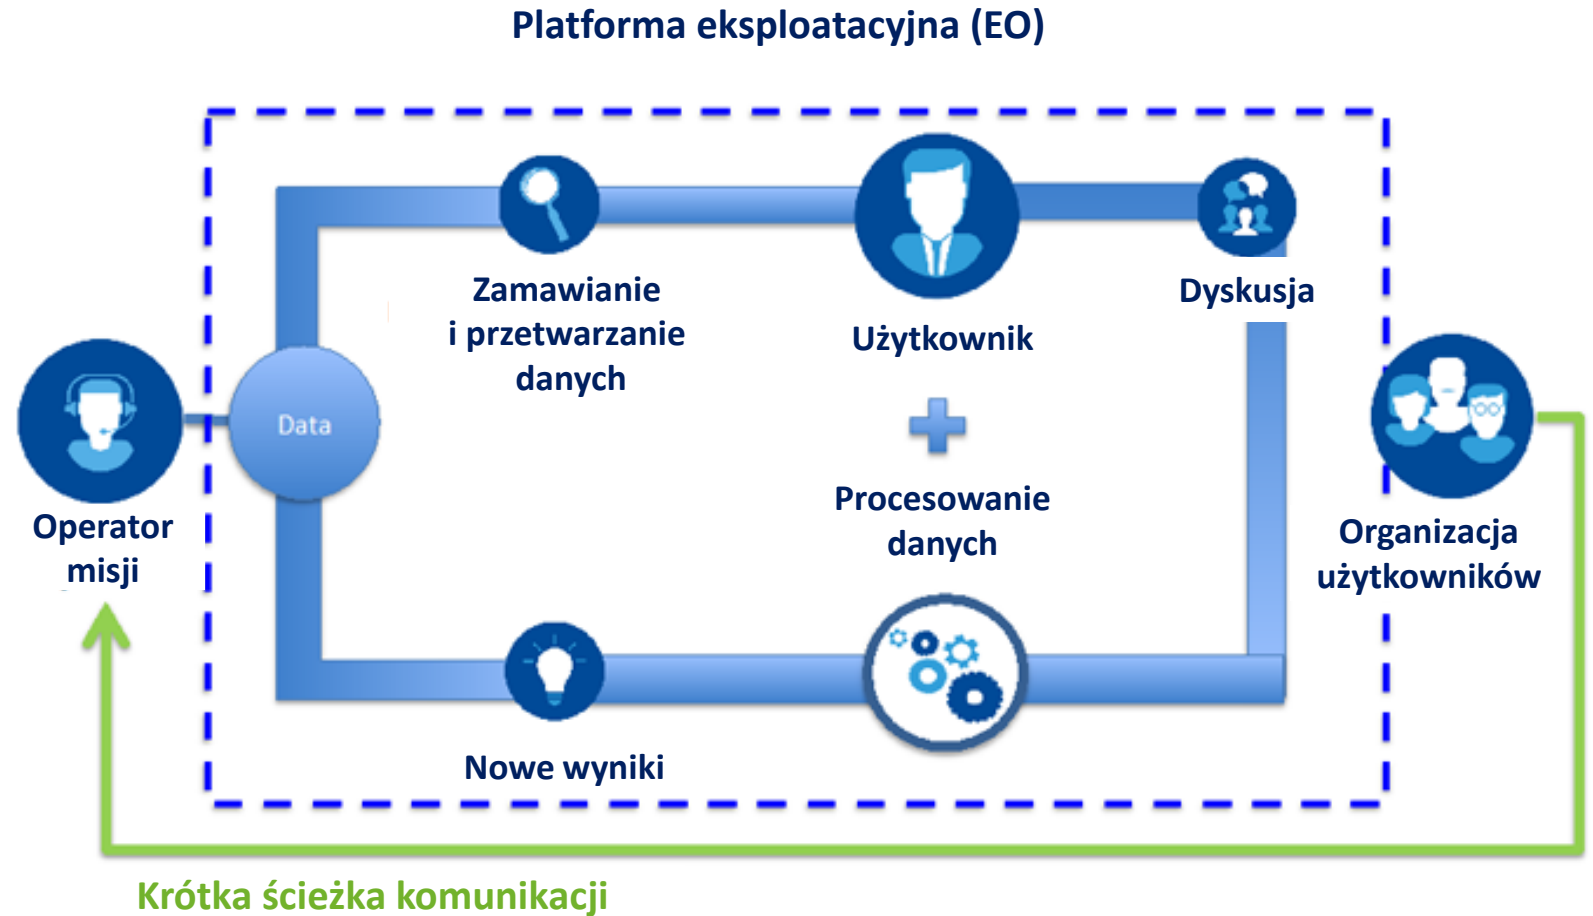 Platforma eksploatacyjna (EO)
Zamawianie
i przetwarzanie
danych
Użytkownik
Dyskusja
Data
Procesowanie
danych
Operator
misji
Organizacja
użytkowników
Nowe wyniki
Krótka ścieżka komunikacji